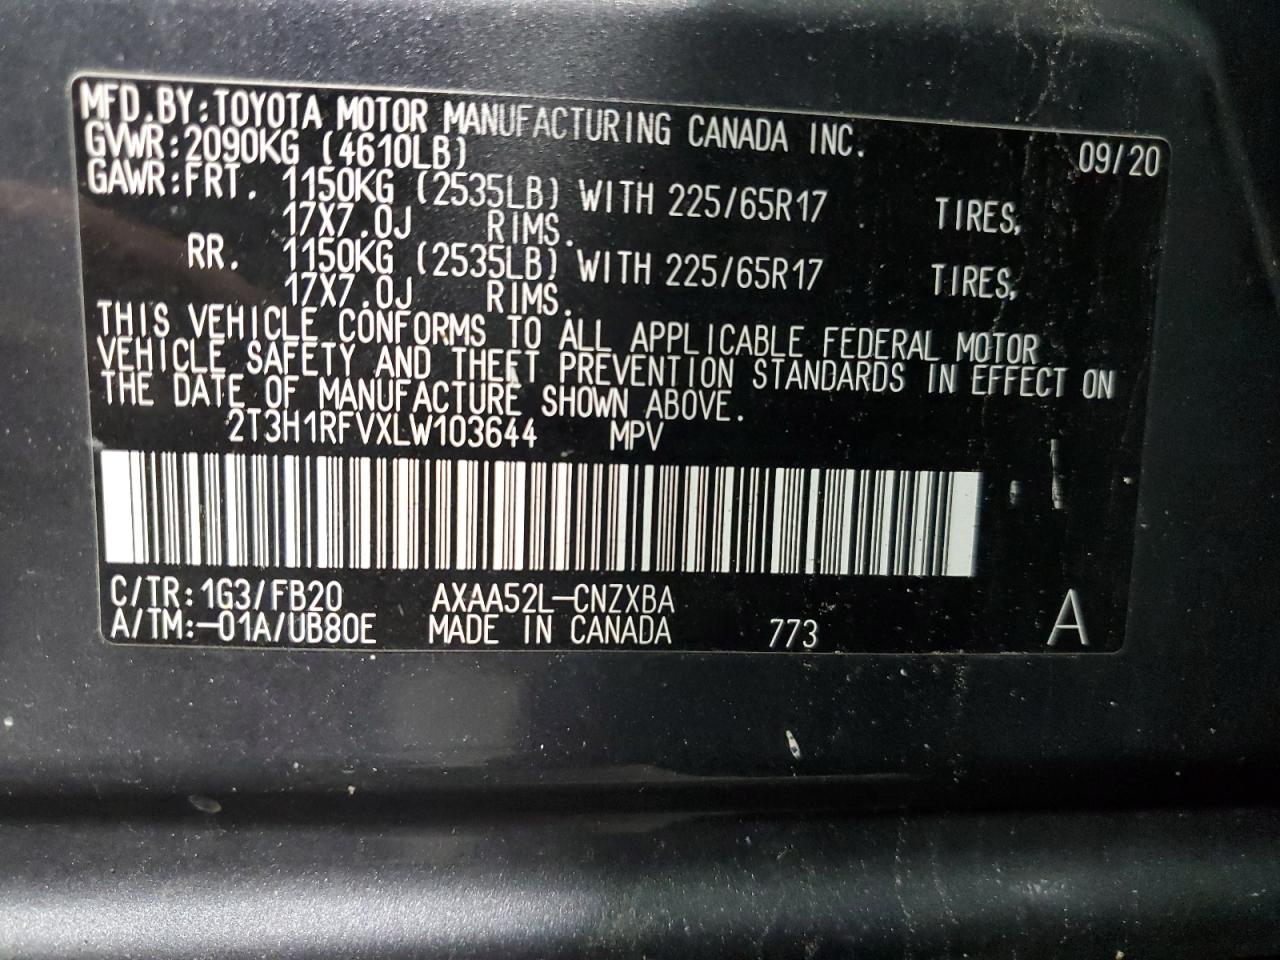 MFD.BY:TOYOTA MOTOR MANUFACTURING CANADA INC. 09/20
GVWR:2090KG (4610LB)
GAWR:FRT. 1150KG (2535LB) WITH 225/65R17 TIRES,
17X7.0J RIMS.
RR. 1150KG (2535LB) WITH 225/65R17 TIRES,
17X7.0J RIMS.
THIS VEHICLE CONFORMS TO ALL APPLICABLE FEDERAL MOTOR
VEHICLE SAFETY AND THEFT PREVENTION STANDARDS IN EFFECT ON
THE DATE OF MANUFACTURE SHOWN ABOVE.
2T3H1RFVXLW103644 MPV
C/TR:1G3/FB20 AXAA52L-CNZXBA
A/TM:-01A/UB80E MADE IN CANADA 773 A